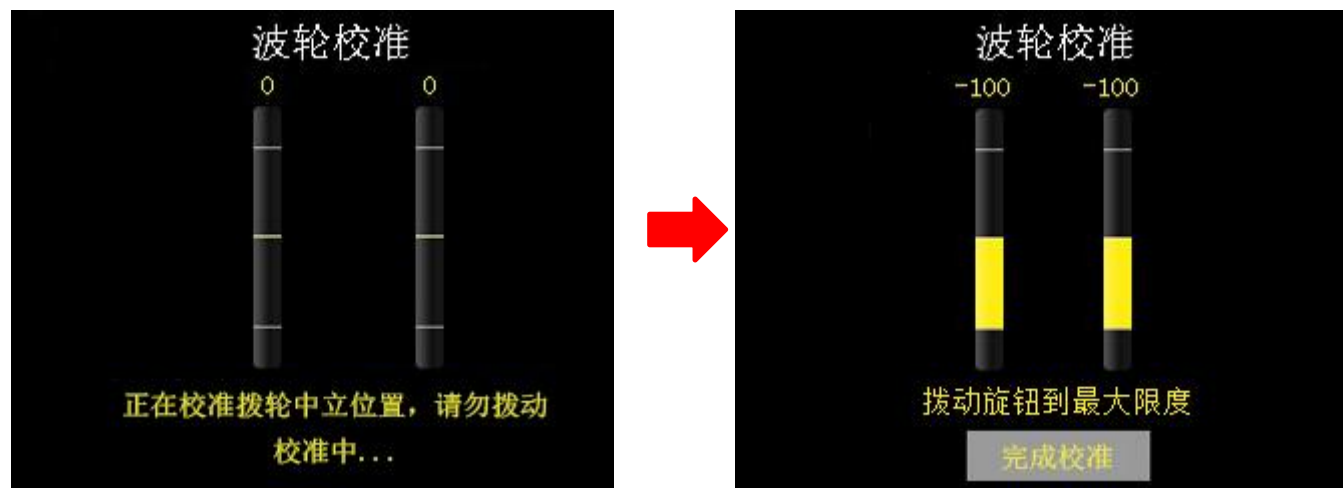 波轮校准
0 0
正在校准拨轮中立位置，请勿拨动
校准中...
波轮校准
-100 -100
拨动旋钮到最大限度
完成校准